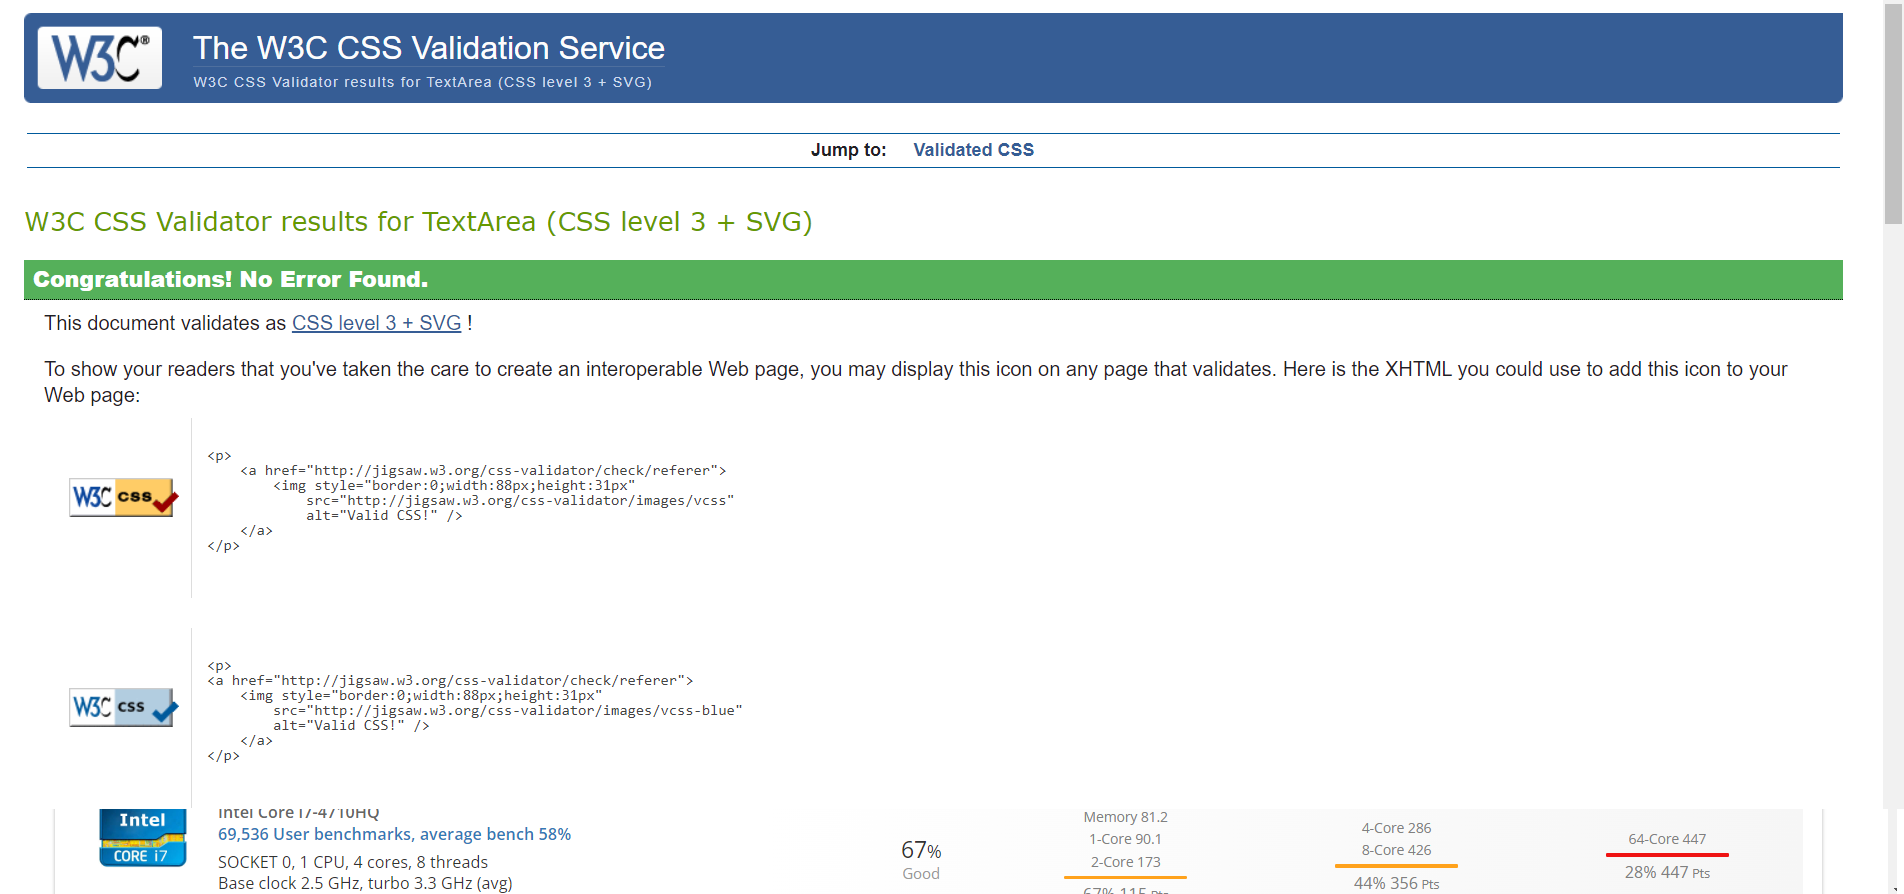 W3C®
The W3C CSS Validation Service
W3C CSS Validator results for TextArea (CSS level 3 + SVG)
Jump to: Validated CSS
W3C CSS Validator results for TextArea (CSS level 3 + SVG)
Congratulations! No Error Found.
This document validates as CSS level 3 + SVG !
To show your readers that you've taken the care to create an interoperable Web page, you may display this icon on any page that validates. Here is the XHTML you could use to add this icon to your
Web page:
W3C css
<p>
    <a href="http://jigsaw.w3.org/css-validator/check/referer">
        <img style="border:0;width:88px;height:31px"
            src="http://jigsaw.w3.org/css-validator/images/vcss"
            alt="Valid CSS!" />
    </a>
</p>
W3C css
<p>
<a href="http://jigsaw.w3.org/css-validator/check/referer">
    <img style="border:0;width:88px;height:31px"
        src="http://jigsaw.w3.org/css-validator/images/vcss-blue"
        alt="Valid CSS!" />
    </a>
</p>
Intel
CORE i7
Intel Core i7-4710HQ
69,536 User benchmarks, average bench 58%
SOCKET 0, 1 CPU, 4 cores, 8 threads
Base clock 2.5 GHz, turbo 3.3 GHz (avg)
67%
Good
Memory 81.2
1-Core 90.1
2-Core 173
67% 115 Pts
4-Core 286
8-Core 426
44% 356 Pts
64-Core 447
28% 447 Pts